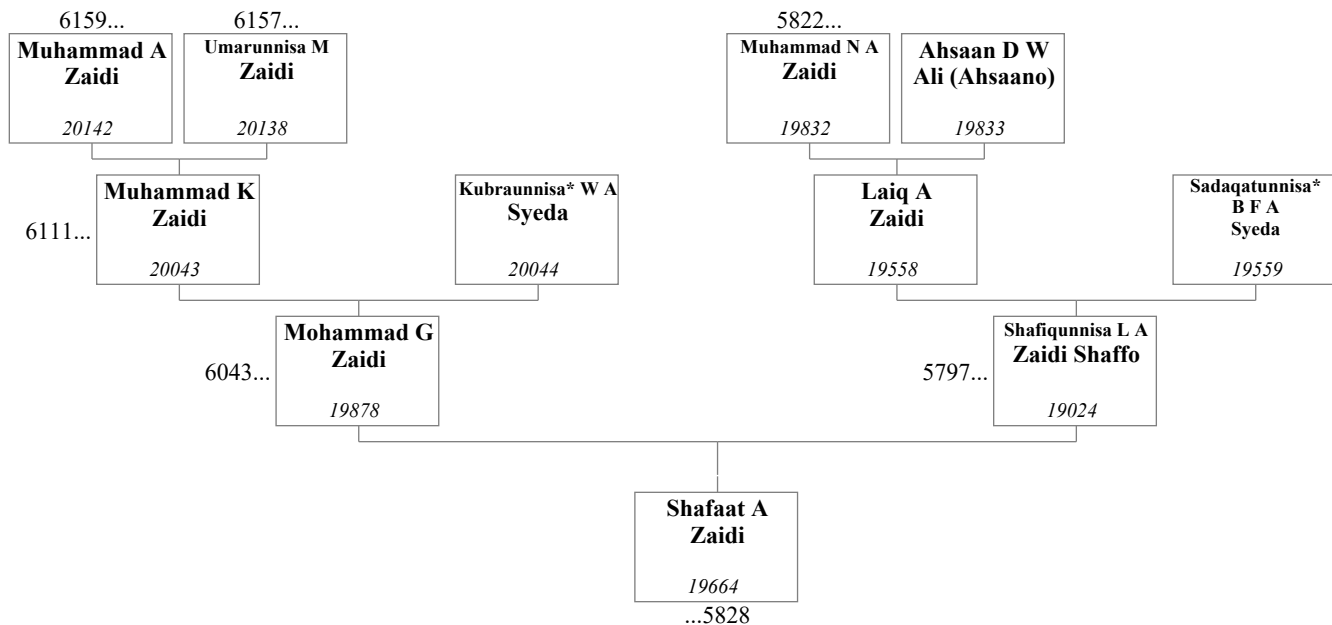 6159...
6157...
5822...
Muhammad A
Zaidi
20142
Umarunnisa M
Zaidi
20138
Muhammad N A
Zaidi
19832
Ahsaan D W
Ali (Ahsaano)
19833
6111...
Muhammad K
Zaidi
20043
Kubraunnisa* W A
Syeda
20044
Laiq A
Zaidi
19558
Sadaqatunnisa*
B F A
Syeda
19559
6043...
Mohammad G
Zaidi
19878
5797...
Shafiqunnisa L A
Zaidi Shaffo
19024
Shafaat A
Zaidi
19664
...5828